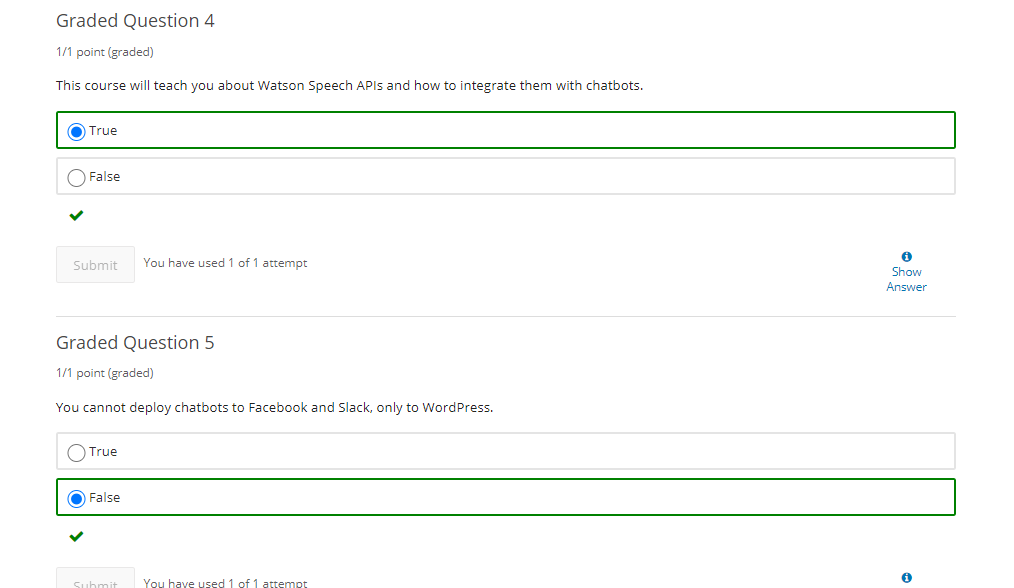 Graded Question 4
1/1 point (graded)
This course will teach you about Watson Speech APIs and how to integrate them with chatbots.
True
False
Submit
You have used 1 of 1 attempt
Show
Answer
Graded Question 5
1/1 point (graded)
You cannot deploy chatbots to Facebook and Slack, only to WordPress.
True
False
Submit
You have used 1 of 1 attempt